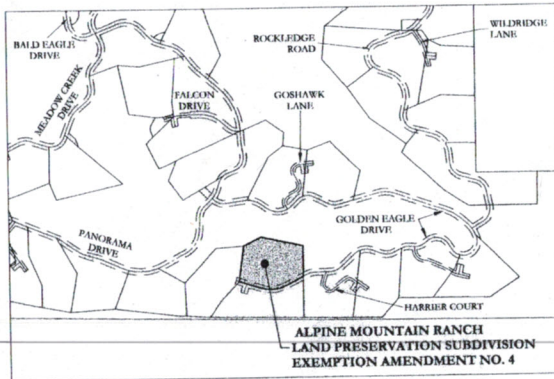 BALD EAGLE
DRIVE
MEADOW CREEK
DRIVE
ROCKLEDGE
ROAD
WILDRIDGE
LANE
FALCON
DRIVE
GOSHAWK
LANE
PANORAMA
DRIVE
GOLDEN EAGLE
DRIVE
HARRIER COURT
ALPINE MOUNTAIN RANCH
LAND PRESERVATION SUBDIVISION
EXEMPTION AMENDMENT NO. 4